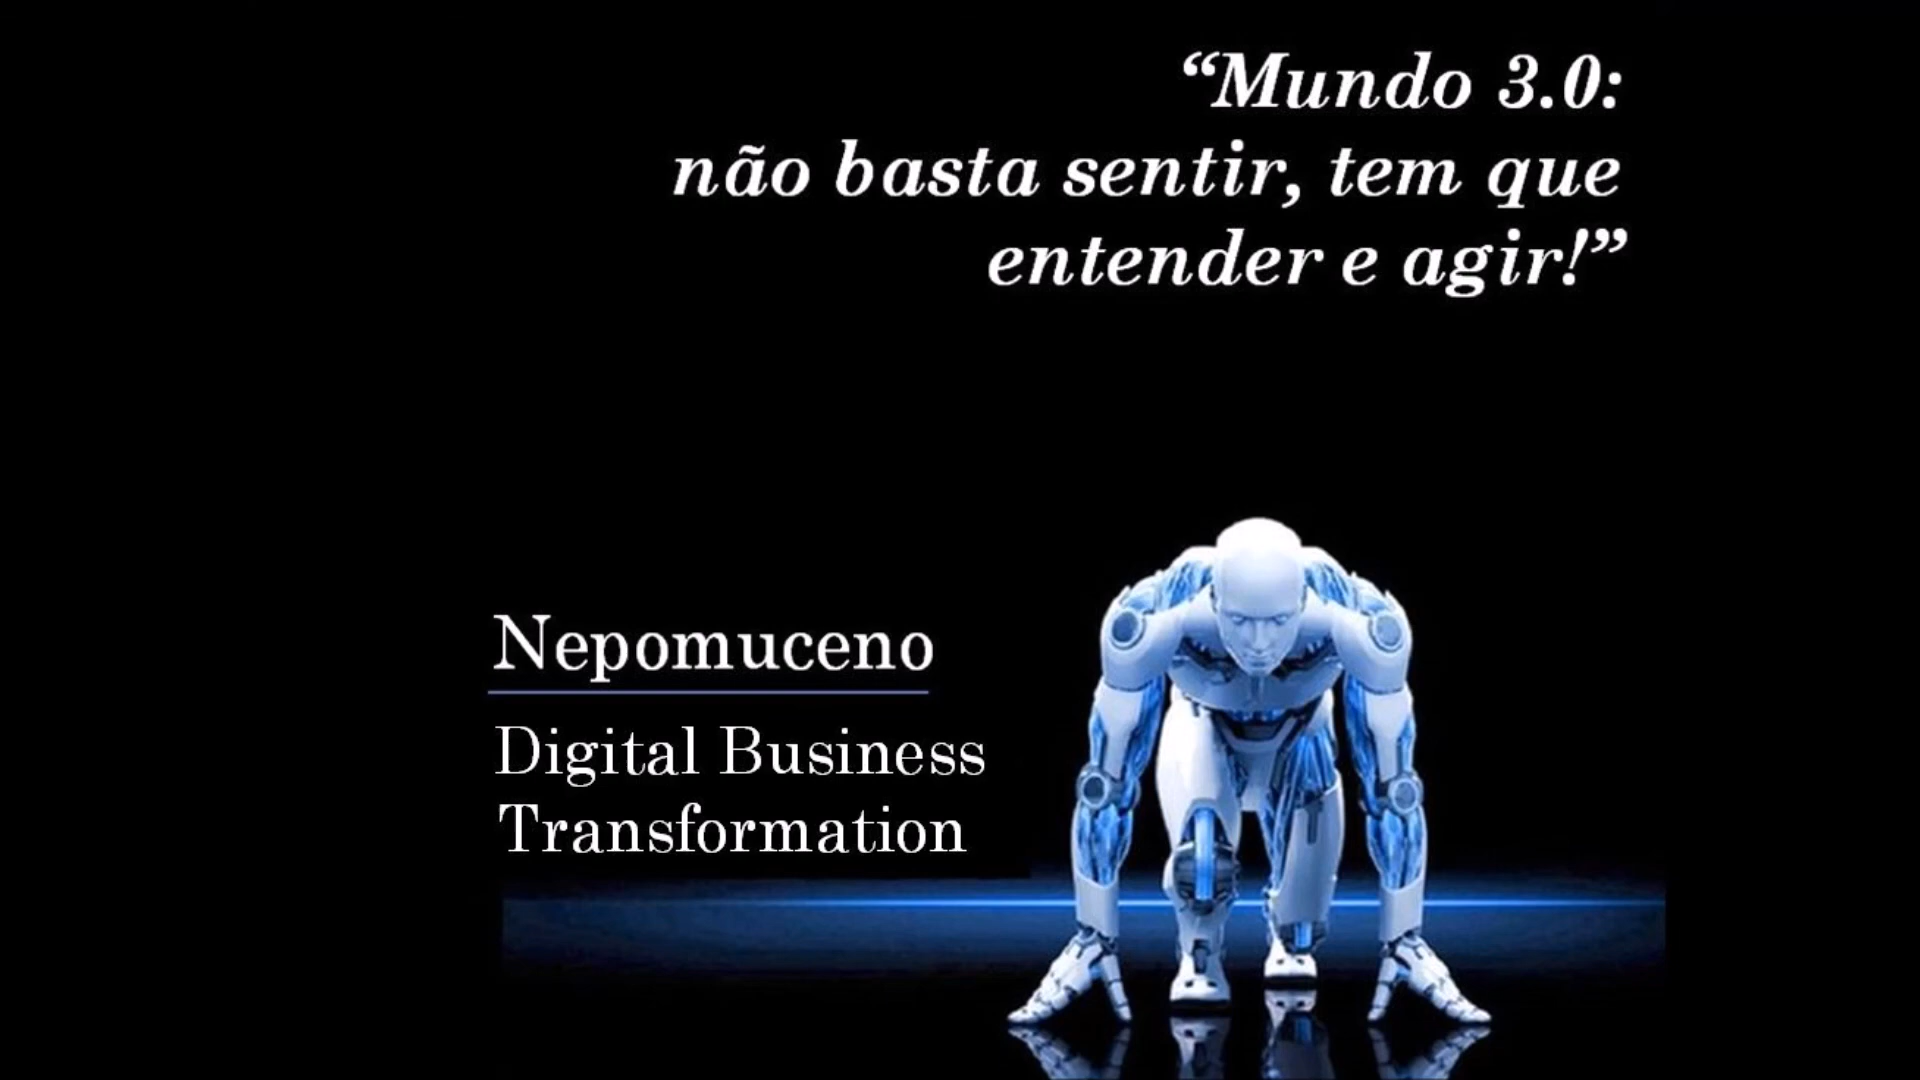 “Mundo 3.0:
não basta sentir, tem que
entender e agir!”
Nepomuceno
Digital Business
Transformation